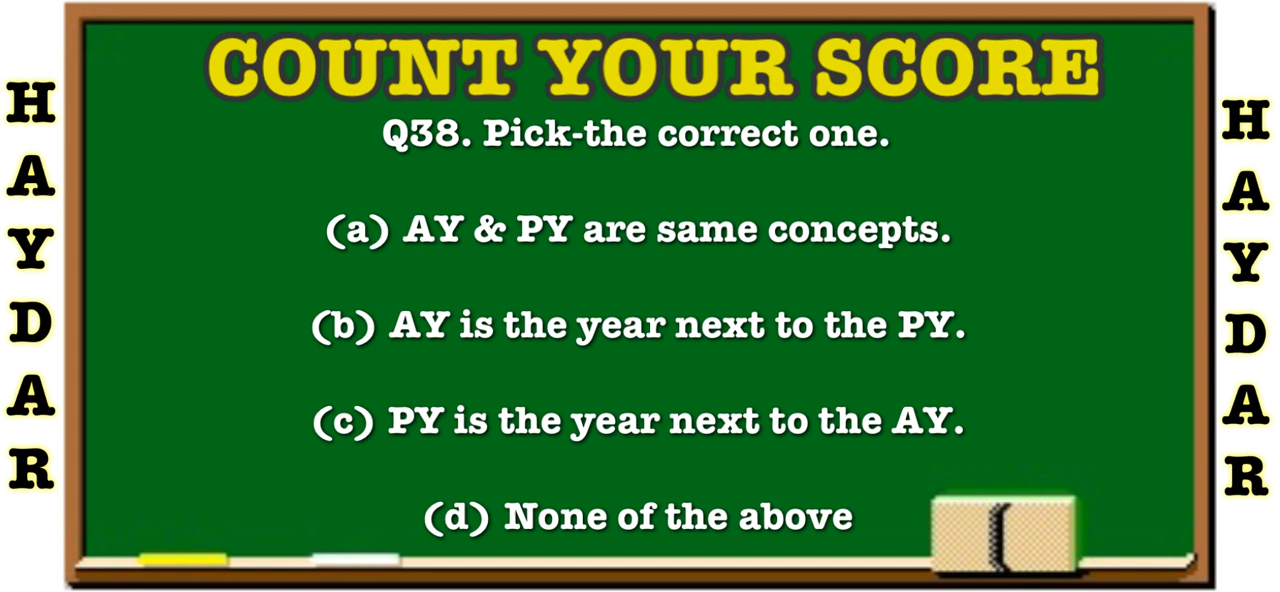 COUNT YOUR SCORE
Q38. Pick-the correct one.
(a) AY & PY are same concepts.
(b) AY is the year next to the PY.
(c) PY is the year next to the AY.
(d) None of the above
H
A
Y
D
A
R
H
A
Y
D
A
R